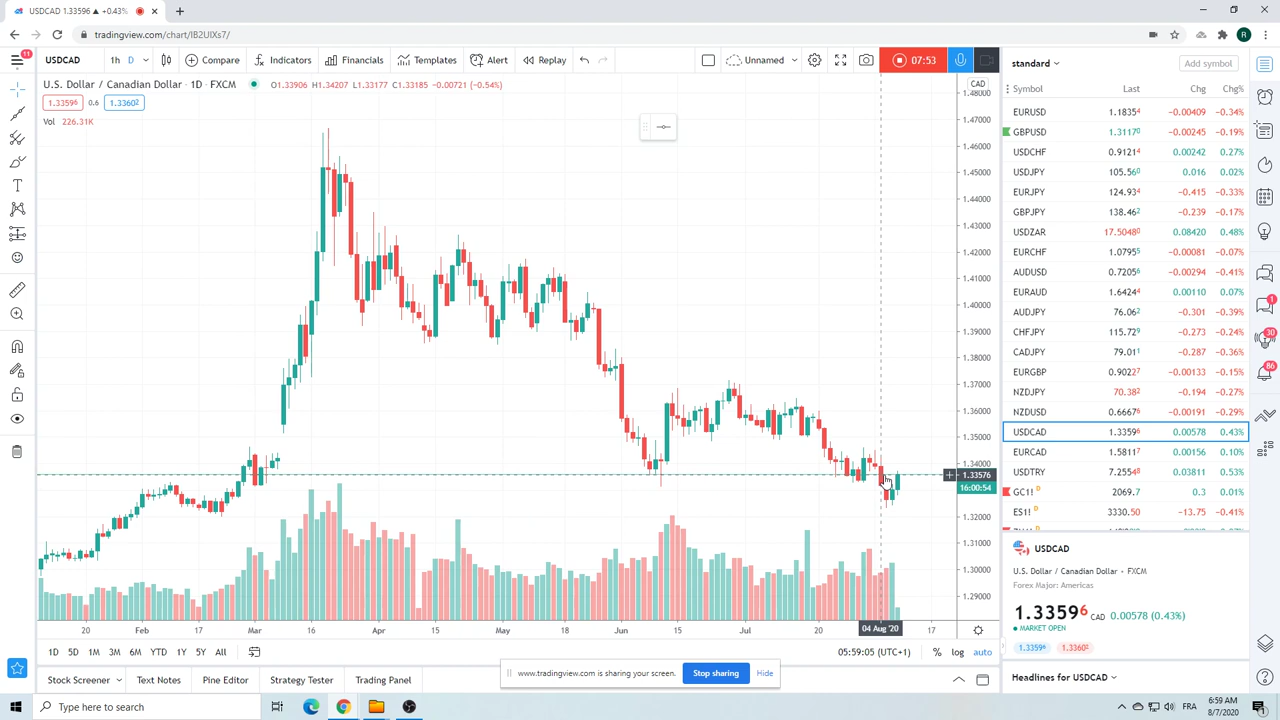 USDCAD 1.33596 ▲ +0.43%
tradingview.com/chart/IB2UIXs7/
R
11
USDCAD 1h D Compare Indicators Financials Templates Alert Replay Unnamed 07:53
U.S. Dollar / Canadian Dollar · 1D · FXCM O1.33906 H1.34207 L1.33177 C1.33185 −0.00721 (−0.54%)
1.33596 0.6 1.33602
Vol 226.31K
CAD
1.48000
1.47000
1.46000
1.45000
1.44000
1.43000
1.42000
1.41000
1.40000
1.39000
1.38000
1.37000
1.36000
1.35000
1.34000
1.33576
16:00:54
1.32000
1.31000
1.30000
1.29000
20 Feb 17 Mar 16 Apr 15 May 18 Jun 15 Jul 20 04 Aug '20 17
1D 5D 1M 3M 6M YTD 1Y 5Y All
05:59:05 (UTC+1) % log auto
Stock Screener Text Notes Pine Editor Strategy Tester Trading Panel
www.tradingview.com is sharing your screen. Stop sharing Hide
standard Add symbol
Symbol Last Chg Chg%
EURUSD 1.18354 −0.00409 −0.34%
GBPUSD 1.31170 −0.00245 −0.19%
USDCHF 0.91214 0.00242 0.27%
USDJPY 105.560 0.016 0.02%
EURJPY 124.934 −0.415 −0.33%
GBPJPY 138.462 −0.239 −0.17%
USDZAR 17.50480 0.08420 0.48%
EURCHF 1.07955 −0.00081 −0.07%
AUDUSD 0.72056 −0.00294 −0.41%
EURAUD 1.64244 0.00110 0.07%
AUDJPY 76.062 −0.301 −0.39%
CHFJPY 115.729 −0.273 −0.24%
CADJPY 79.011 −0.287 −0.36%
EURGBP 0.90227 −0.00133 −0.15%
NZDJPY 70.382 −0.194 −0.27%
NZDUSD 0.66676 −0.00191 −0.29%
USDCAD 1.33596 0.00578 0.43%
EURCAD 1.58117 0.00156 0.10%
USDTRY 7.25548 0.03811 0.53%
GC1! D 2069.7 0.3 0.01%
ES1! D 3330.50 −13.75 −0.41%
USDCAD
U.S. Dollar / Canadian Dollar • FXCM
Forex Major: Americas
1.33596 CAD 0.00578 (0.43%)
MARKET OPEN
1.33596 1.33602
Headlines for USDCAD
1
30
86
Type here to search
FRA
6:59 AM
8/7/2020
1